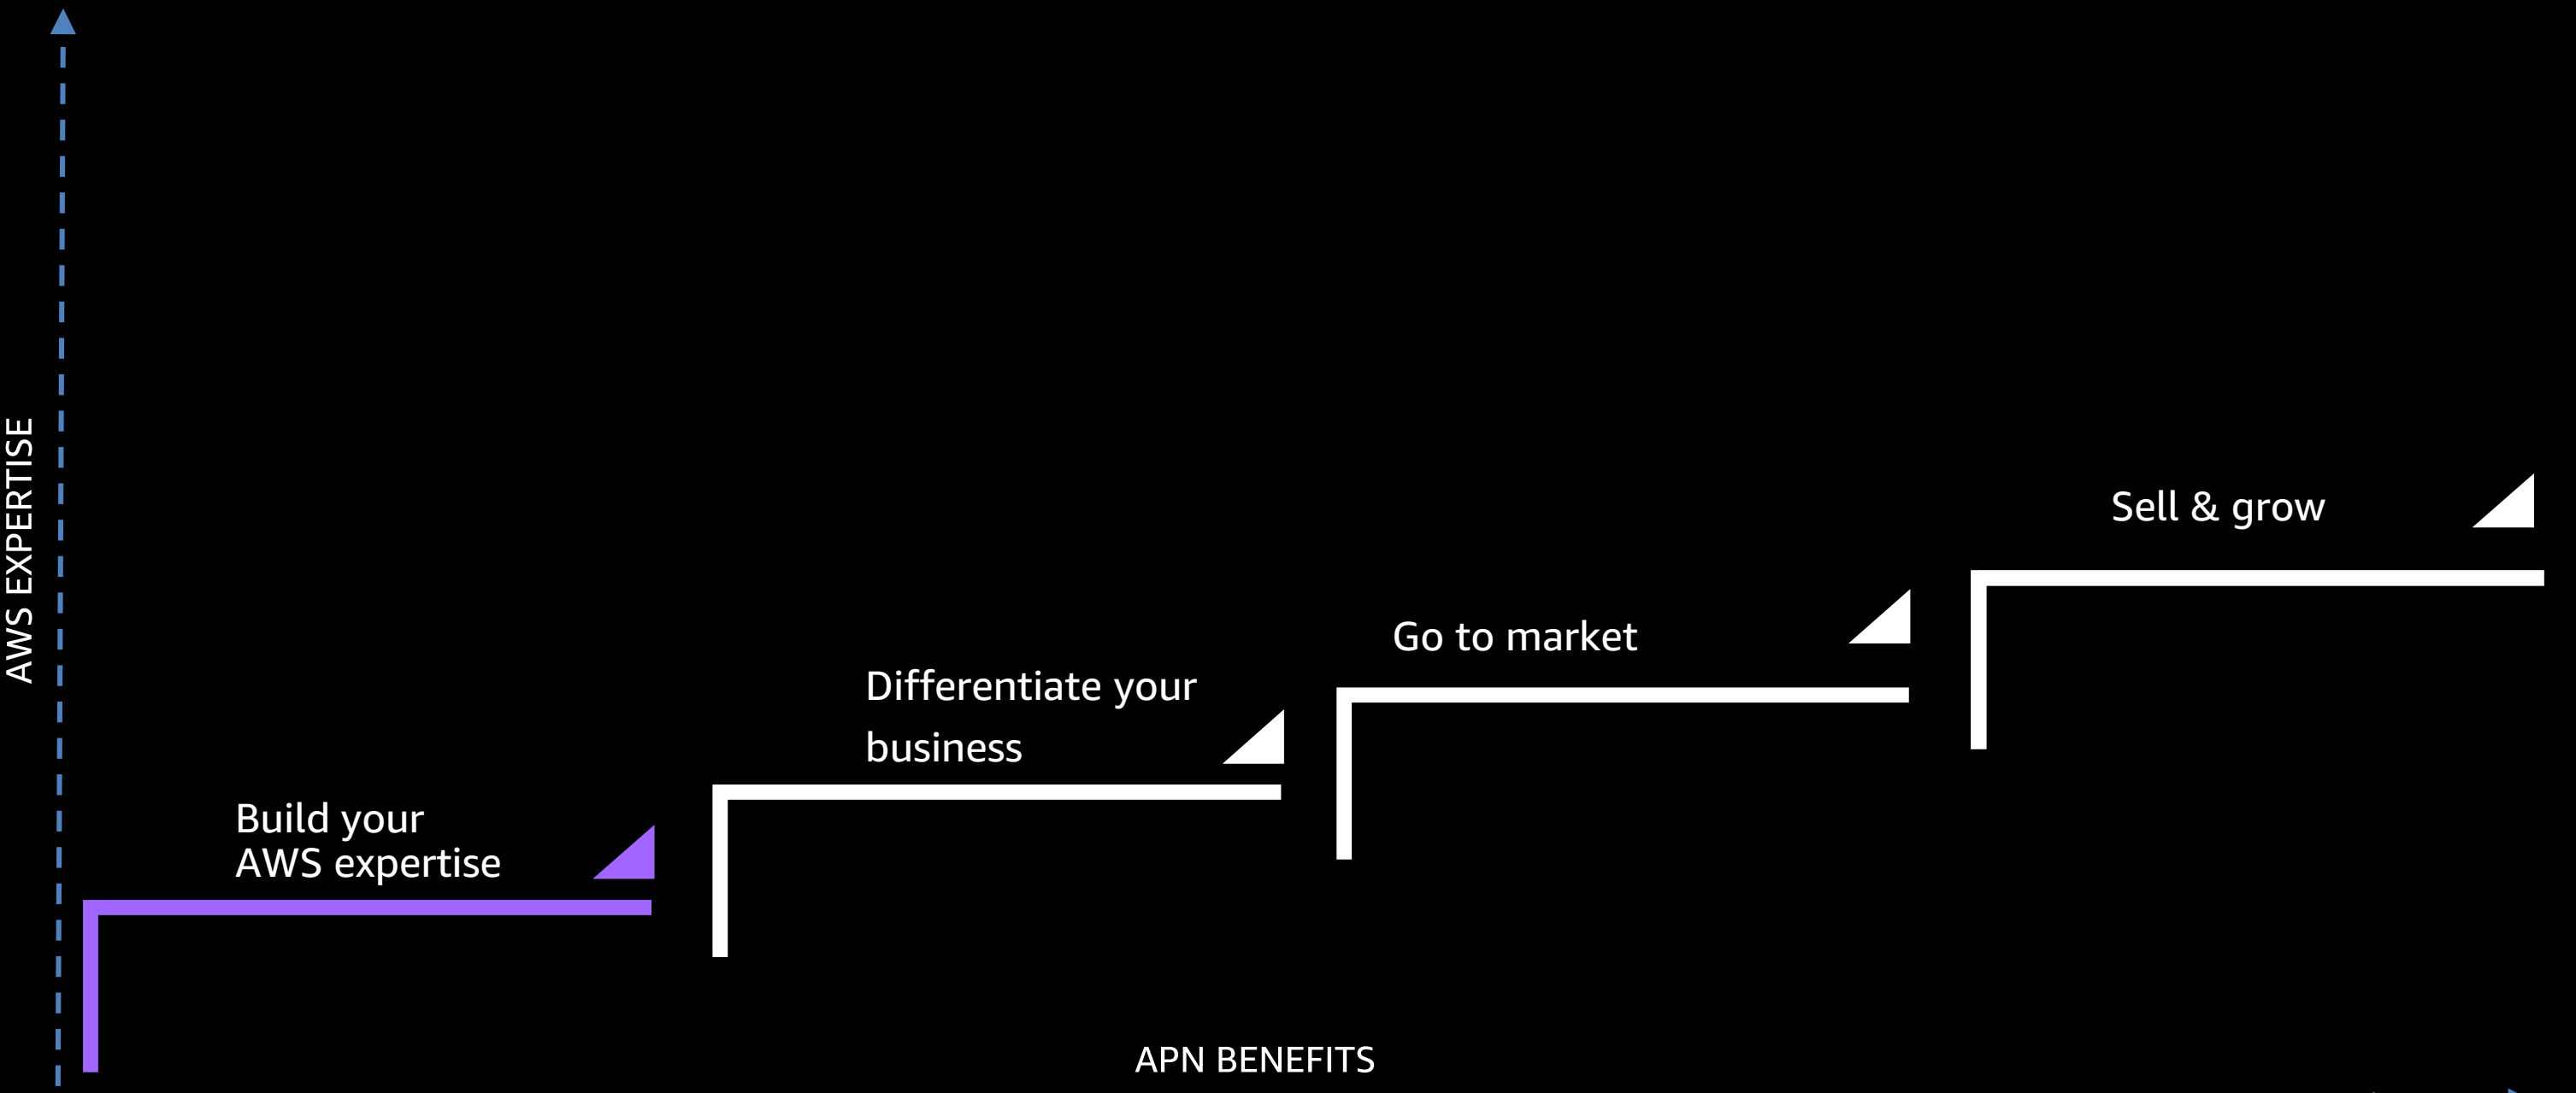 AWS EXPERTISE
Sell & grow
Go to market
Differentiate your
business
Build your
AWS expertise
APN BENEFITS